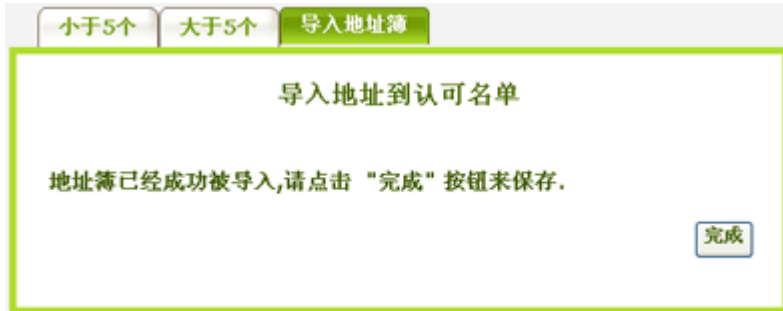 小于5个 大于5个 导入地址簿
导入地址到认可名单
地址簿已经成功被导入,请点击 "完成" 按钮来保存.
完成